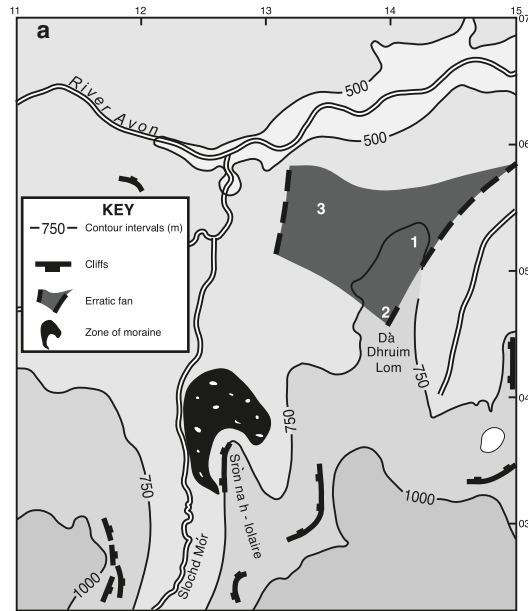 11 12 13 14 15
a
07
500
River Avon
500
06
KEY
750 Contour intervals (m)
Cliffs
Erratic fan
Zone of moraine
3
1
05
2
Dà
Dhruim
Lom
750
04
750
750
Sròn na h - Iolaire
1000
03
Slochd Mór
1000
02